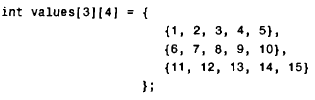 int values[3][4] = {
{1, 2, 3, 4, 5},
{6, 7, 8, 9, 10},
{11, 12, 13, 14, 15}
};